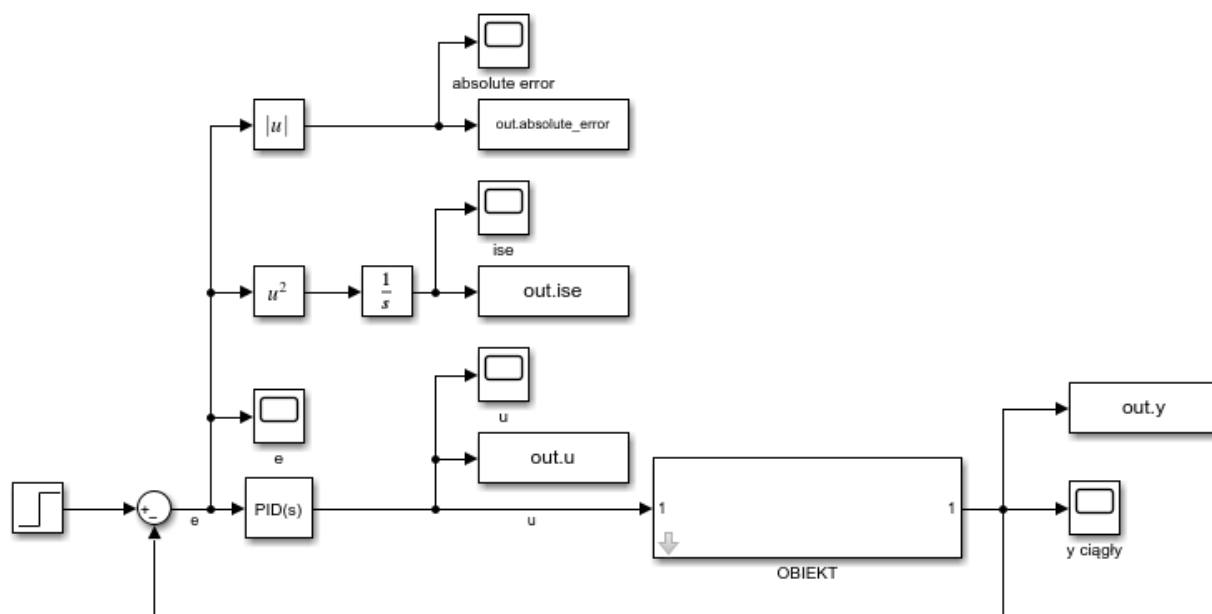 absolute error
|u|
out.absolute_error
ise
u²
1
s
out.ise
u
out.u
e
out.y
+
−
e
PID(s)
u
1
1
OBIEKT
y ciągły